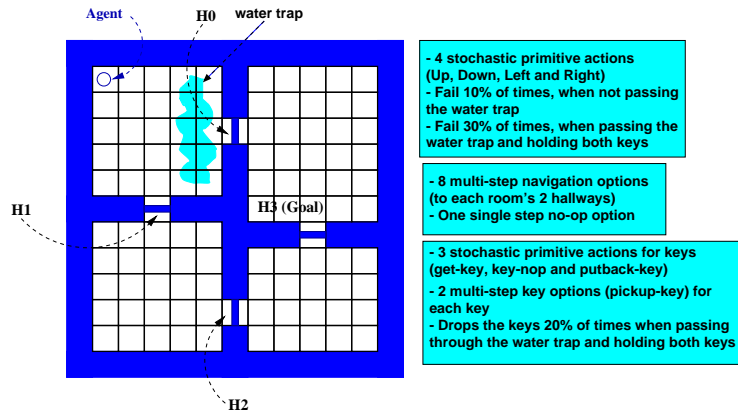 Agent
H0
water trap
H1
H3 (Goal)
H2
- 4 stochastic primitive actions
(Up, Down, Left and Right)
- Fail 10% of times, when not passing
the water trap
- Fail 30% of times, when passing the
water trap and holding both keys
- 8 multi-step navigation options
(to each room's 2 hallways)
- One single step no-op option
- 3 stochastic primitive actions for keys
(get-key, key-nop and putback-key)
- 2 multi-step key options (pickup-key) for
each key
- Drops the keys 20% of times when passing
through the water trap and holding both keys